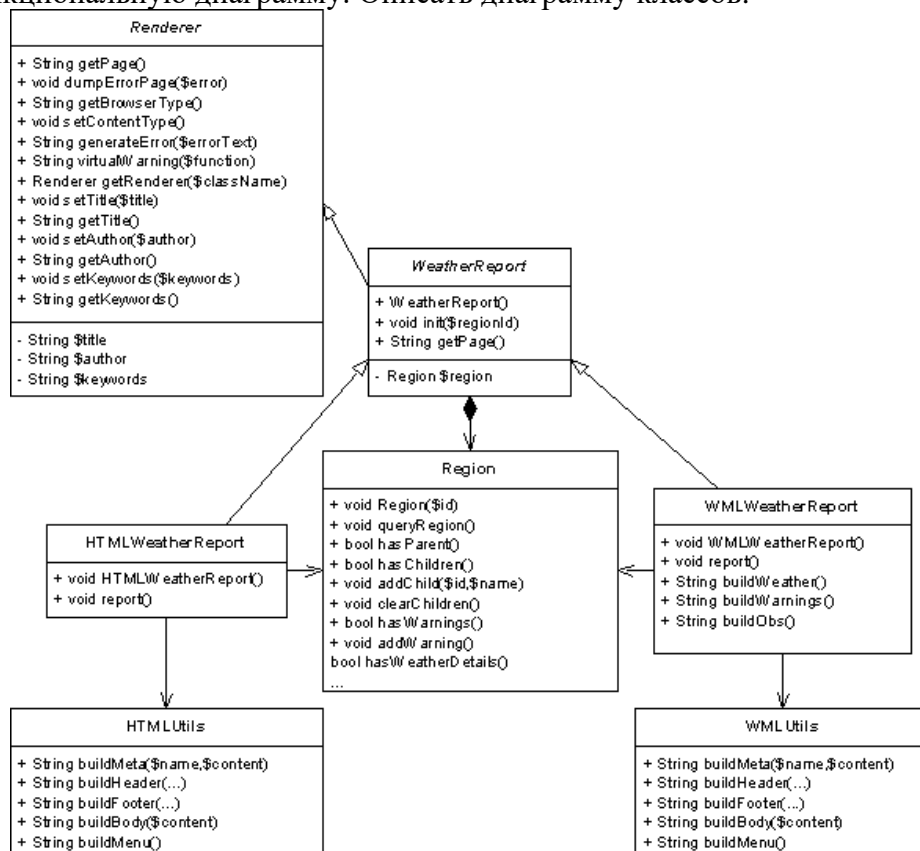 кциональную диаграмму. Описать диаграмму классов.
Renderer
+ String getPage()
+ void dumpErrorPage($error)
+ String getBrowserType()
+ void setContentType()
+ String generateError($errorText)
+ String virtualWarning($function)
+ Renderer getRenderer($className)
+ void setTitle($title)
+ String getTitle()
+ void setAuthor($author)
+ String getAuthor()
+ void setKeywords($keywords)
+ String getKeywords()
- String $title
- String $author
- String $keywords
WeatherReport
+ WeatherReport()
+ void init($regionId)
+ String getPage()
- Region $region
Region
+ void Region($id)
+ void queryRegion()
+ bool hasParent()
+ bool hasChildren()
+ void addChild($id,$name)
+ void clearChildren()
+ bool hasWarnings()
+ void addWarning()
bool hasWeatherDetails()
...
HTMLWeatherReport
+ void HTMLWeatherReport()
+ void report()
WMLWeatherReport
+ void WMLWeatherReport()
+ void report()
+ String buildWeather()
+ String buildWarnings()
+ String buildObs()
HTMLUtils
+ String buildMeta($name,$content)
+ String buildHeader(...)
+ String buildFooter(...)
+ String buildBody($content)
+ String buildMenu()
WMLUtils
+ String buildMeta($name,$content)
+ String buildHeader(...)
+ String buildFooter(...)
+ String buildBody($content)
+ String buildMenu()